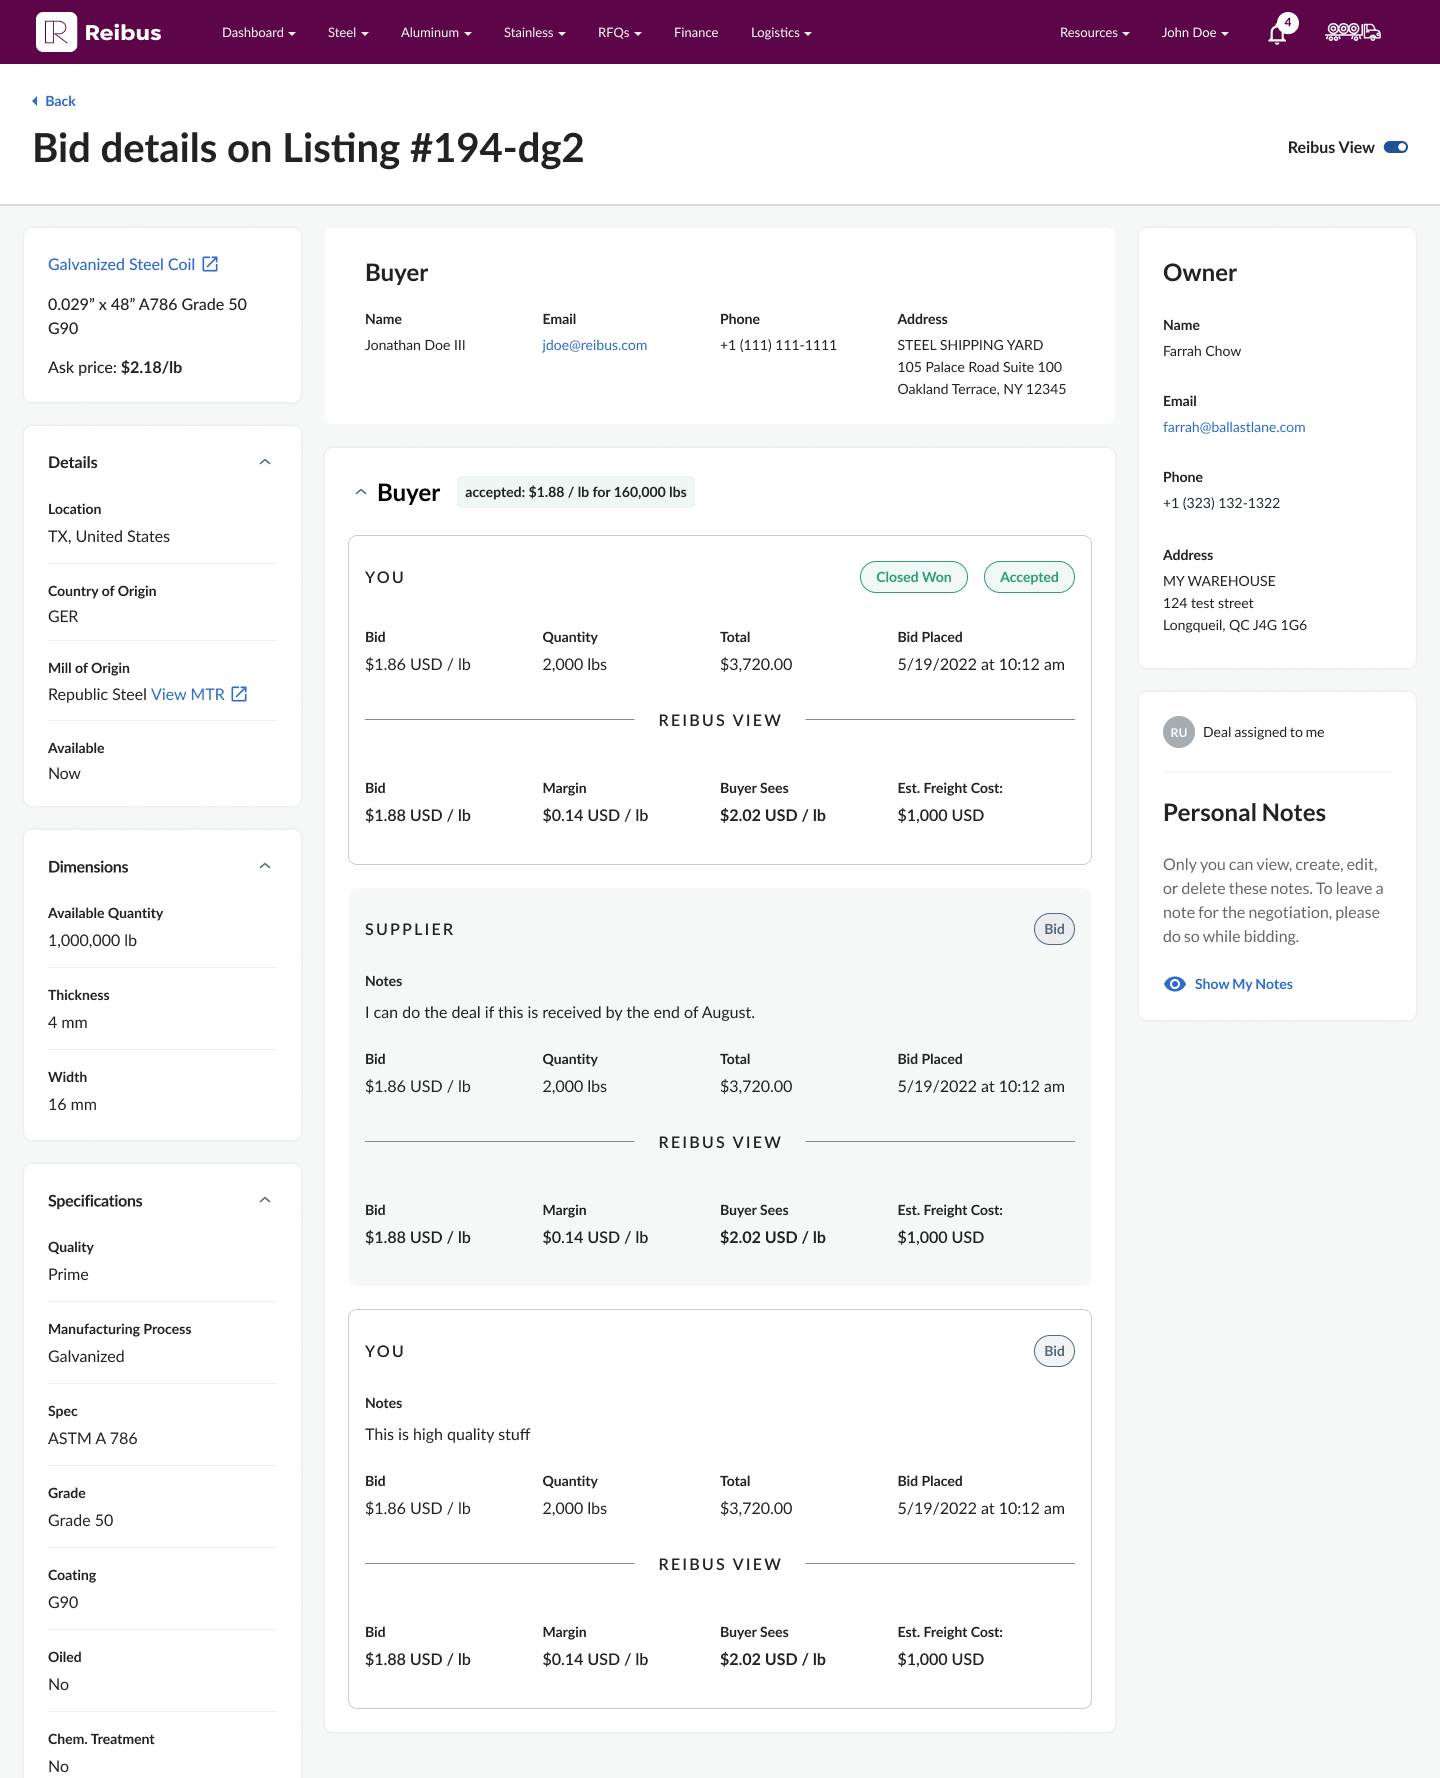 Reibus
Dashboard
Steel
Aluminum
Stainless
RFQs
Finance
Logistics
Resources
John Doe
4
Back
Bid details on Listing #194-dg2
Reibus View
Galvanized Steel Coil
0.029” x 48” A786 Grade 50
G90
Ask price: $2.18/lb
Details
Location
TX, United States
Country of Origin
GER
Mill of Origin
Republic Steel View MTR
Available
Now
Dimensions
Available Quantity
1,000,000 lb
Thickness
4 mm
Width
16 mm
Specifications
Quality
Prime
Manufacturing Process
Galvanized
Spec
ASTM A 786
Grade
Grade 50
Coating
G90
Oiled
No
Chem. Treatment
No
Buyer
Name
Jonathan Doe III
Email
jdoe@reibus.com
Phone
+1 (111) 111-1111
Address
STEEL SHIPPING YARD
105 Palace Road Suite 100
Oakland Terrace, NY 12345
Buyer
accepted: $1.88 / lb for 160,000 lbs
YOU
Closed Won
Accepted
Bid
$1.86 USD / lb
Quantity
2,000 lbs
Total
$3,720.00
Bid Placed
5/19/2022 at 10:12 am
REIBUS VIEW
Bid
$1.88 USD / lb
Margin
$0.14 USD / lb
Buyer Sees
$2.02 USD / lb
Est. Freight Cost:
$1,000 USD
SUPPLIER
Bid
Notes
I can do the deal if this is received by the end of August.
Bid
$1.86 USD / lb
Quantity
2,000 lbs
Total
$3,720.00
Bid Placed
5/19/2022 at 10:12 am
REIBUS VIEW
Bid
$1.88 USD / lb
Margin
$0.14 USD / lb
Buyer Sees
$2.02 USD / lb
Est. Freight Cost:
$1,000 USD
YOU
Bid
Notes
This is high quality stuff
Bid
$1.86 USD / lb
Quantity
2,000 lbs
Total
$3,720.00
Bid Placed
5/19/2022 at 10:12 am
REIBUS VIEW
Bid
$1.88 USD / lb
Margin
$0.14 USD / lb
Buyer Sees
$2.02 USD / lb
Est. Freight Cost:
$1,000 USD
Owner
Name
Farrah Chow
Email
farrah@ballastlane.com
Phone
+1 (323) 132-1322
Address
MY WAREHOUSE
124 test street
Longqueil, QC J4G 1G6
RU
Deal assigned to me
Personal Notes
Only you can view, create, edit,
or delete these notes. To leave a
note for the negotiation, please
do so while bidding.
Show My Notes